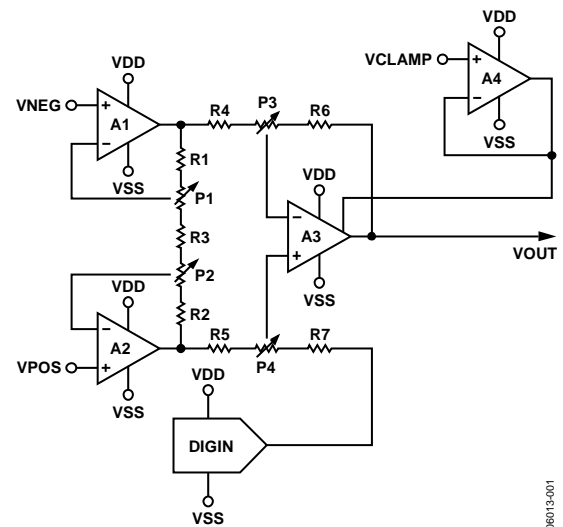 VDD
VCLAMP
+
A4
−
VSS
VDD
VNEG
+
A1
−
VSS
R4
P3
R6
R1
P1
R3
P2
R2
VDD
−
A3
+
VSS
VOUT
VDD
−
A2
+
VPOS
VSS
R5
P4
R7
VDD
DIGIN
VSS
06013-001